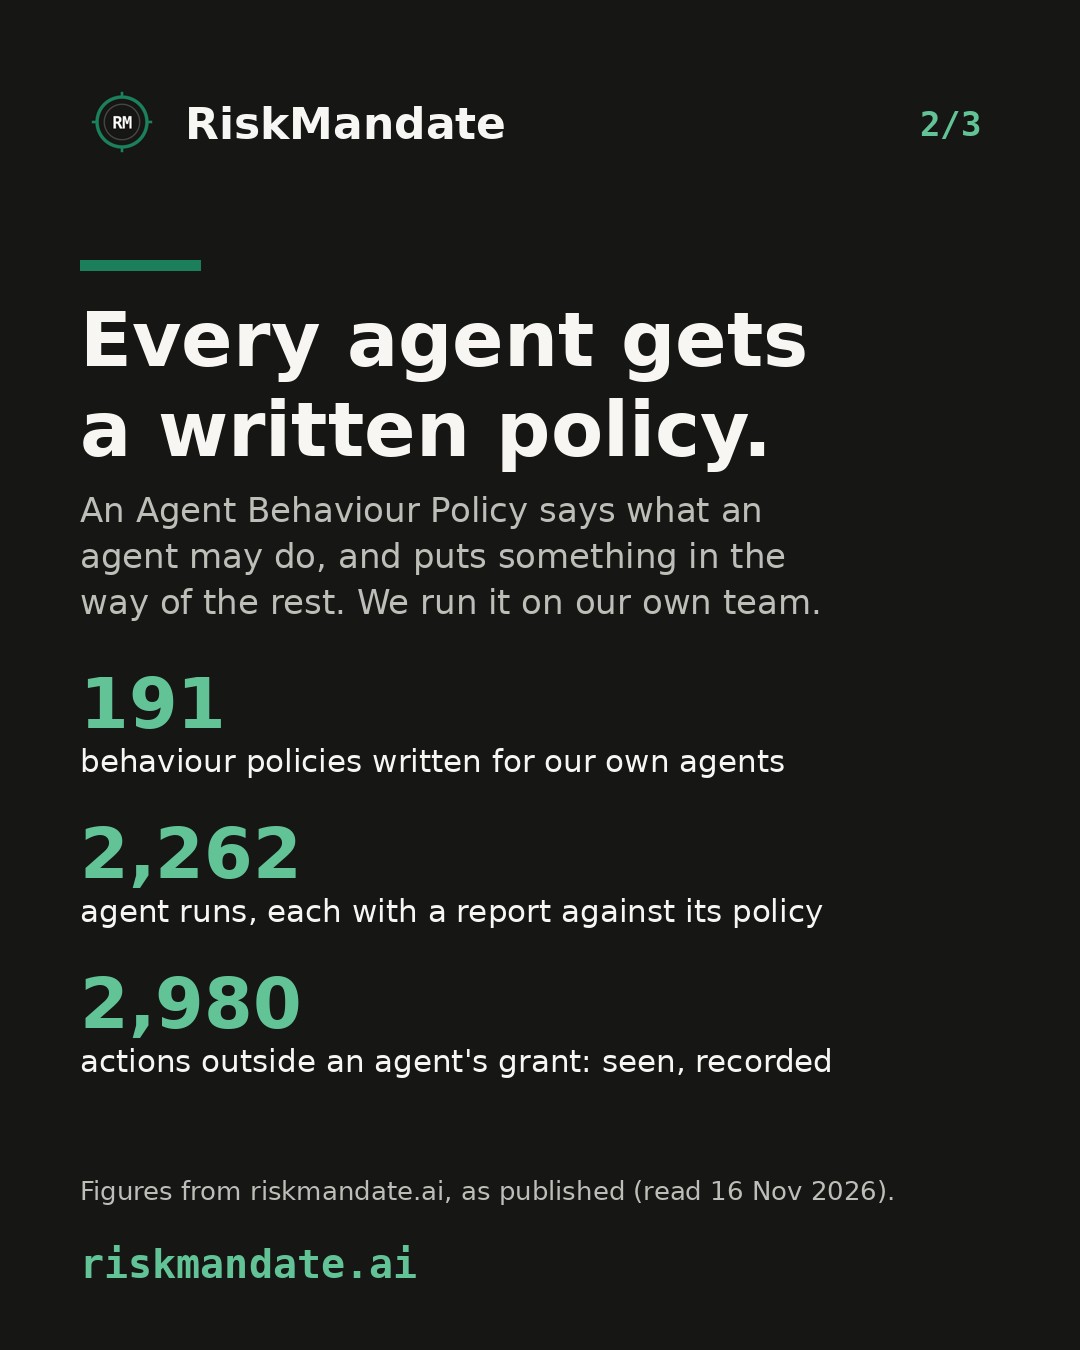 RM
RiskMandate
2/3
Every agent gets
a written policy.
An Agent Behaviour Policy says what an
agent may do, and puts something in the
way of the rest. We run it on our own team.
191
behaviour policies written for our own agents
2,262
agent runs, each with a report against its policy
2,980
actions outside an agent's grant: seen, recorded
Figures from riskmandate.ai, as published (read 16 Nov 2026).
riskmandate.ai